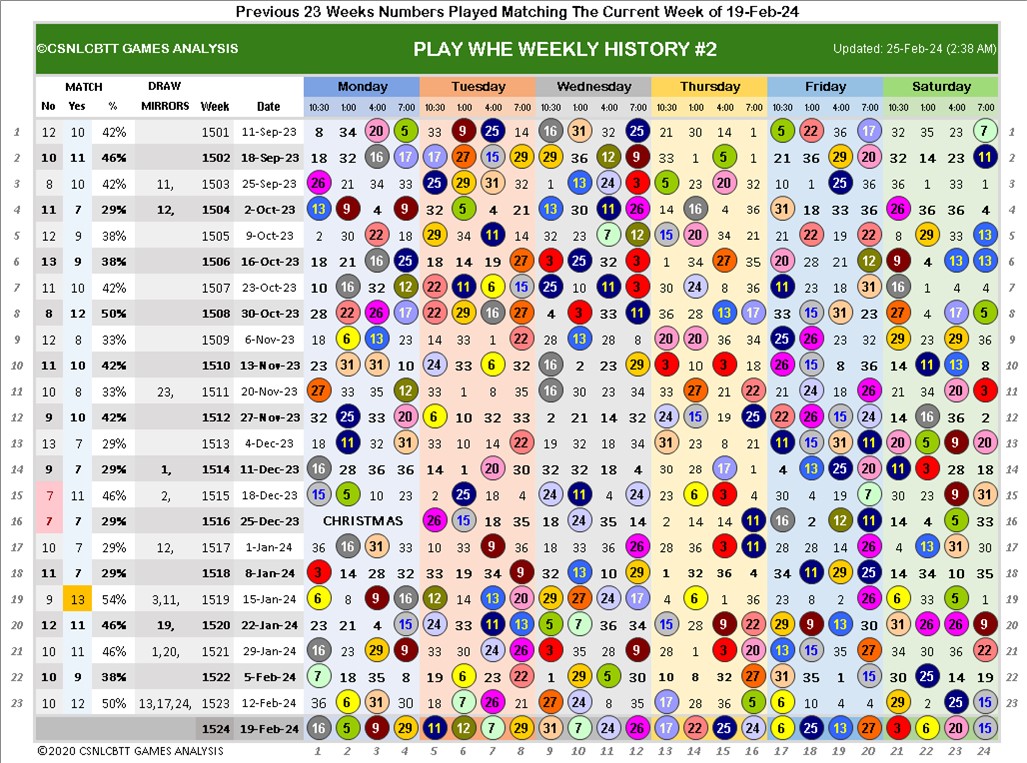 Previous 23 Weeks Numbers Played Matching The Current Week of 19-Feb-24
©CSNLCBTT GAMES ANALYSIS PLAY WHE WEEKLY HISTORY #2 Updated: 25-Feb-24 (2:38 AM)
MATCH DRAW Monday Tuesday Wednesday Thursday Friday Saturday
No Yes % MIRRORS Week Date 10:30 1:00 4:00 7:00 10:30 1:00 4:00 7:00 10:30 1:00 4:00 7:00 10:30 1:00 4:00 7:00 10:30 1:00 4:00 7:00 10:30 1:00 4:00 7:00
1 12 10 42% 1501 11-Sep-23 8 34 20 5 33 9 25 14 16 31 32 25 21 30 14 1 5 22 36 17 32 35 23 7 1
2 10 11 46% 1502 18-Sep-23 18 32 16 17 17 27 15 29 29 36 12 9 33 1 5 1 21 36 29 20 32 14 23 11 2
3 8 10 42% 11, 1503 25-Sep-23 26 21 34 33 25 29 31 32 1 13 24 3 5 23 20 32 10 1 25 36 36 1 33 1 3
4 11 7 29% 12, 1504 2-Oct-23 13 9 4 9 32 5 4 21 13 30 11 26 14 16 4 36 31 18 33 36 26 36 36 4 4
5 12 9 38% 1505 9-Oct-23 2 30 22 18 29 34 11 14 32 23 7 12 15 20 34 21 21 22 19 22 8 29 33 13 5
6 13 9 38% 1506 16-Oct-23 18 21 16 25 18 14 19 27 3 25 32 3 1 34 27 35 20 28 21 12 9 4 13 13 6
7 11 10 42% 1507 23-Oct-23 10 16 32 12 22 11 6 15 25 10 11 3 30 24 8 36 11 23 18 31 16 1 4 4 7
8 8 12 50% 1508 30-Oct-23 28 22 26 17 22 29 16 27 4 3 33 11 36 28 13 17 33 15 31 23 27 4 17 5 8
9 12 8 33% 1509 6-Nov-23 18 6 13 23 14 33 1 22 28 13 28 8 20 20 36 34 25 26 23 32 29 23 29 36 9
10 11 10 42% 1510 13-Nov-23 23 31 31 10 24 33 6 32 16 2 23 29 3 10 3 18 26 15 8 36 14 11 13 8 10
11 10 8 33% 23, 1511 20-Nov-23 27 33 35 12 33 1 8 35 16 30 23 34 33 27 21 22 21 24 18 26 21 34 20 3 11
12 9 10 42% 1512 27-Nov-23 32 25 33 20 6 10 32 33 2 21 14 32 24 15 19 25 22 26 15 24 14 16 36 2 12
13 13 7 29% 1513 4-Dec-23 18 11 32 31 33 10 14 22 19 32 18 34 31 23 8 21 11 15 31 11 20 5 9 20 13
14 9 7 29% 1, 1514 11-Dec-23 16 28 36 36 14 1 20 30 32 32 18 4 30 28 17 1 4 13 25 20 11 3 28 18 14
15 7 11 46% 2, 1515 18-Dec-23 15 5 10 23 2 25 18 4 24 11 4 24 23 6 3 4 30 4 19 7 30 23 9 31 15
16 7 7 29% 1516 25-Dec-23 CHRISTMAS 26 15 18 35 18 24 35 16 2 14 14 11 16 2 12 11 14 4 5 33 16
17 10 7 29% 12, 1517 1-Jan-24 36 16 31 33 10 33 9 36 18 33 32 26 28 35 3 11 28 28 14 26 4 13 31 30 17
18 11 7 29% 1518 8-Jan-24 3 14 28 32 33 19 34 9 32 13 10 29 1 32 36 4 34 11 29 25 14 34 10 35 18
19 9 13 54% 3,11, 1519 15-Jan-24 6 8 9 16 12 14 13 20 29 27 24 17 4 6 1 36 23 8 2 26 6 33 5 1 19
20 12 11 46% 19, 1520 22-Jan-24 23 21 4 15 24 33 11 13 5 7 36 34 15 28 9 22 29 9 13 30 31 26 26 9 20
21 10 11 46% 1,20, 1521 29-Jan-24 16 23 29 9 33 30 24 26 3 35 28 9 21 18 3 20 13 15 35 27 34 30 36 22 21
22 10 9 38% 1522 5-Feb-24 7 18 35 8 19 6 23 22 1 29 5 30 10 8 32 27 31 35 1 15 30 25 14 19 22
23 10 12 50% 13,17,24, 1523 12-Feb-24 36 6 31 30 18 7 26 21 27 24 8 35 17 28 36 5 6 10 4 4 29 2 25 15 23
1524 19-Feb-24 16 5 9 29 11 12 7 29 31 7 24 26 17 22 25 24 6 25 13 27 3 6 20 15
©2020 CSNLCBTT GAMES ANALYSIS 1 2 3 4 5 6 7 8 9 10 11 12 13 14 15 16 17 18 19 20 21 22 23 24